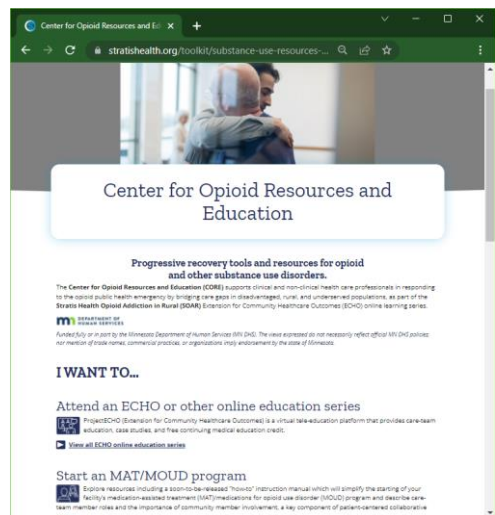 Center for Opioid Resources and Ed
stratishealth.org/toolkit/substance-use-resources-...
Center for Opioid Resources and
Education
Progressive recovery tools and resources for opioid
and other substance use disorders.
The Center for Opioid Resources and Education (CORE) supports clinical and non-clinical health care professionals in responding
to the opioid public health emergency by bridging care gaps in disadvantaged, rural, and underserved populations, as part of the
Stratis Health Opioid Addiction in Rural (SOAR) Extension for Community Healthcare Outcomes (ECHO) online learning series.
DEPARTMENT OF
HUMAN SERVICES
Funded fully or in part by the Minnesota Department of Human Services (MN DHS). The views expressed do not necessarily reflect official MN DHS policies;
nor mention of trade names, commercial practices, or organizations imply endorsement by the state of Minnesota.
I WANT TO...
Attend an ECHO or other online education series
ProjectECHO (Extension for Community Healthcare Outcomes) is a virtual tele-education platform that provides care-team
education, case studies, and free continuing medical education credit.
View all ECHO online education series
Start an MAT/MOUD program
Explore resources including a soon-to-be-released "how-to" instruction manual which will simplify the starting of your
facility's medication-assisted treatment (MAT)/medications for opioid use disorder (MOUD) program and describe care-
team member roles and the importance of community member involvement, a key component of patient-centered collaborative